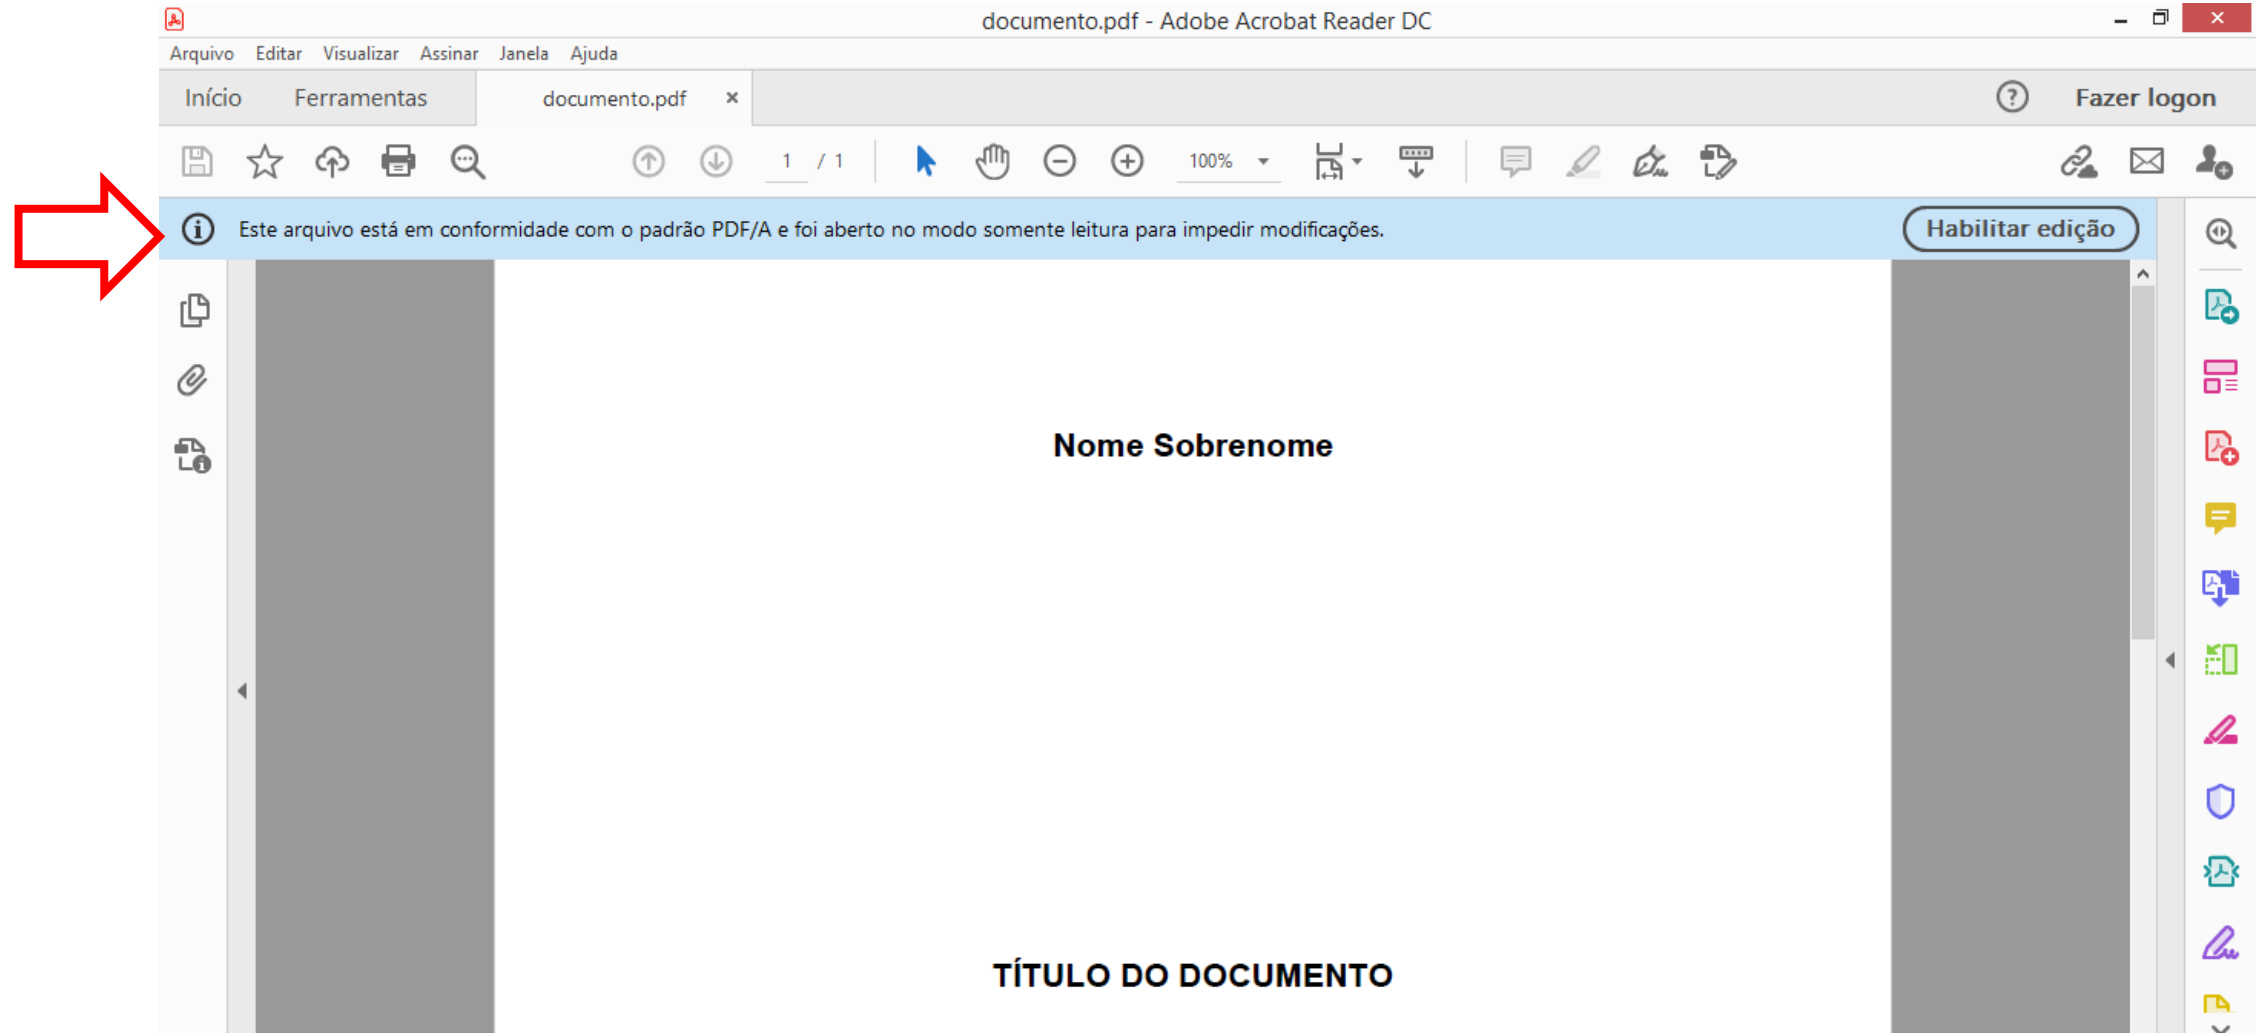 documento.pdf - Adobe Acrobat Reader DC
Arquivo Editar Visualizar Assinar Janela Ajuda
Início Ferramentas documento.pdf × ? Fazer logon
1 / 1 100%
Este arquivo está em conformidade com o padrão PDF/A e foi aberto no modo somente leitura para impedir modificações. Habilitar edição
Nome Sobrenome
TÍTULO DO DOCUMENTO